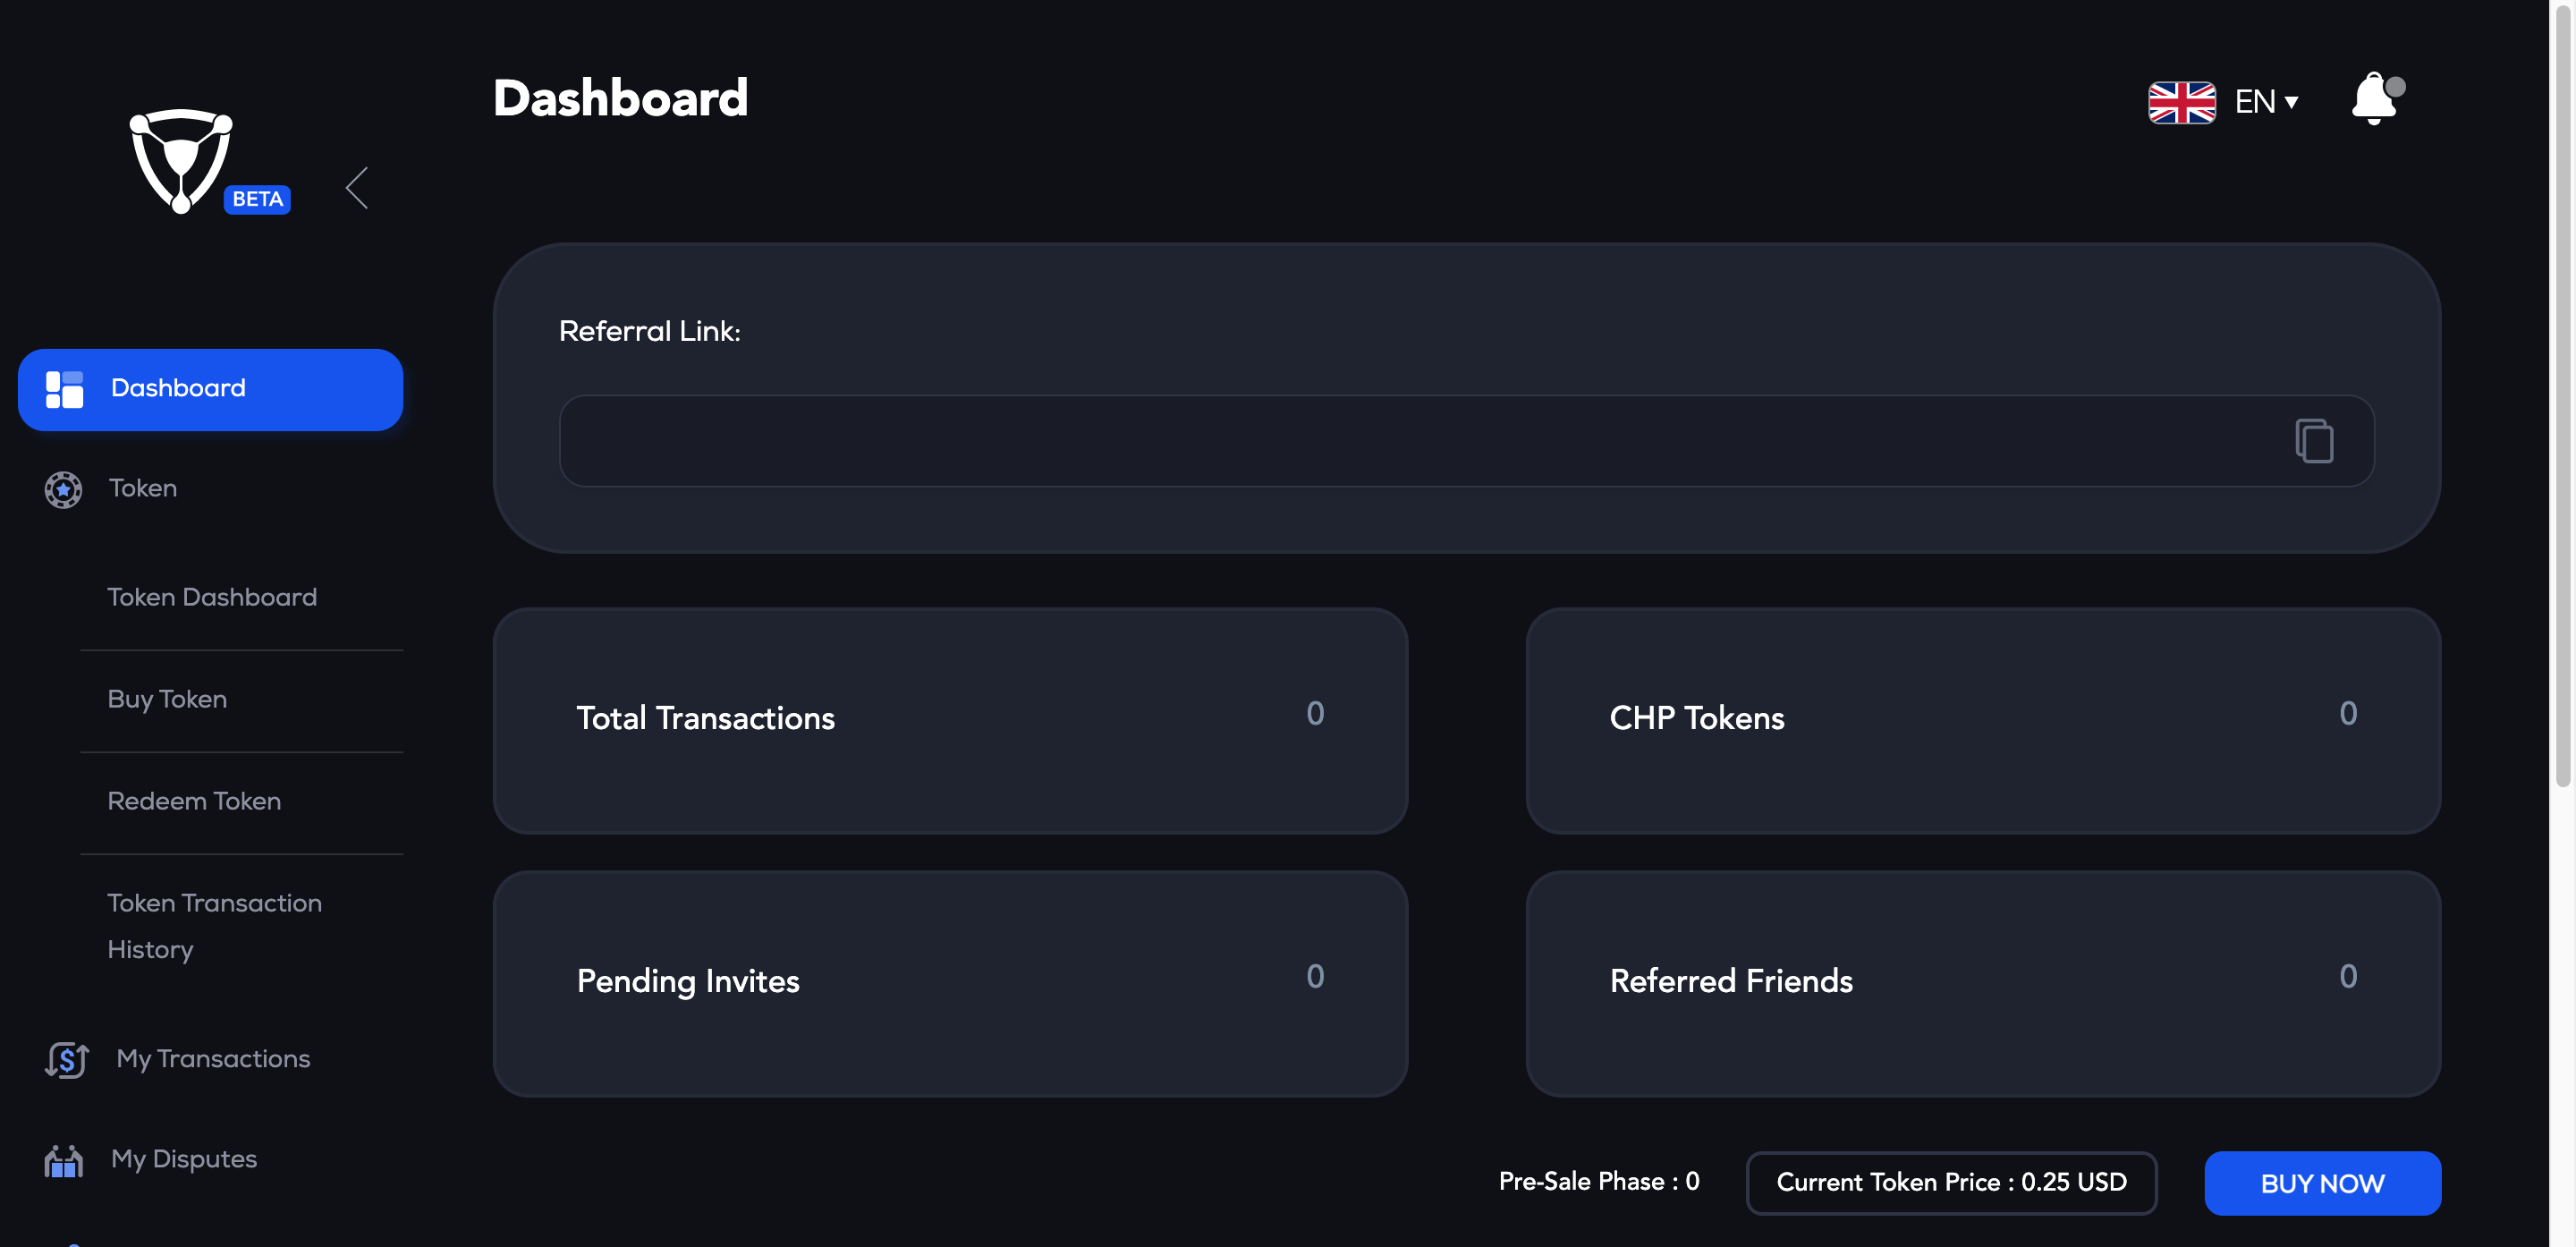 Dashboard
EN
BETA
Referral Link:
Dashboard
Token
Token Dashboard
Buy Token
Redeem Token
Token Transaction
History
My Transactions
My Disputes
Total Transactions 0
CHP Tokens 0
Pending Invites 0
Referred Friends 0
Pre-Sale Phase : 0
Current Token Price : 0.25 USD
BUY NOW